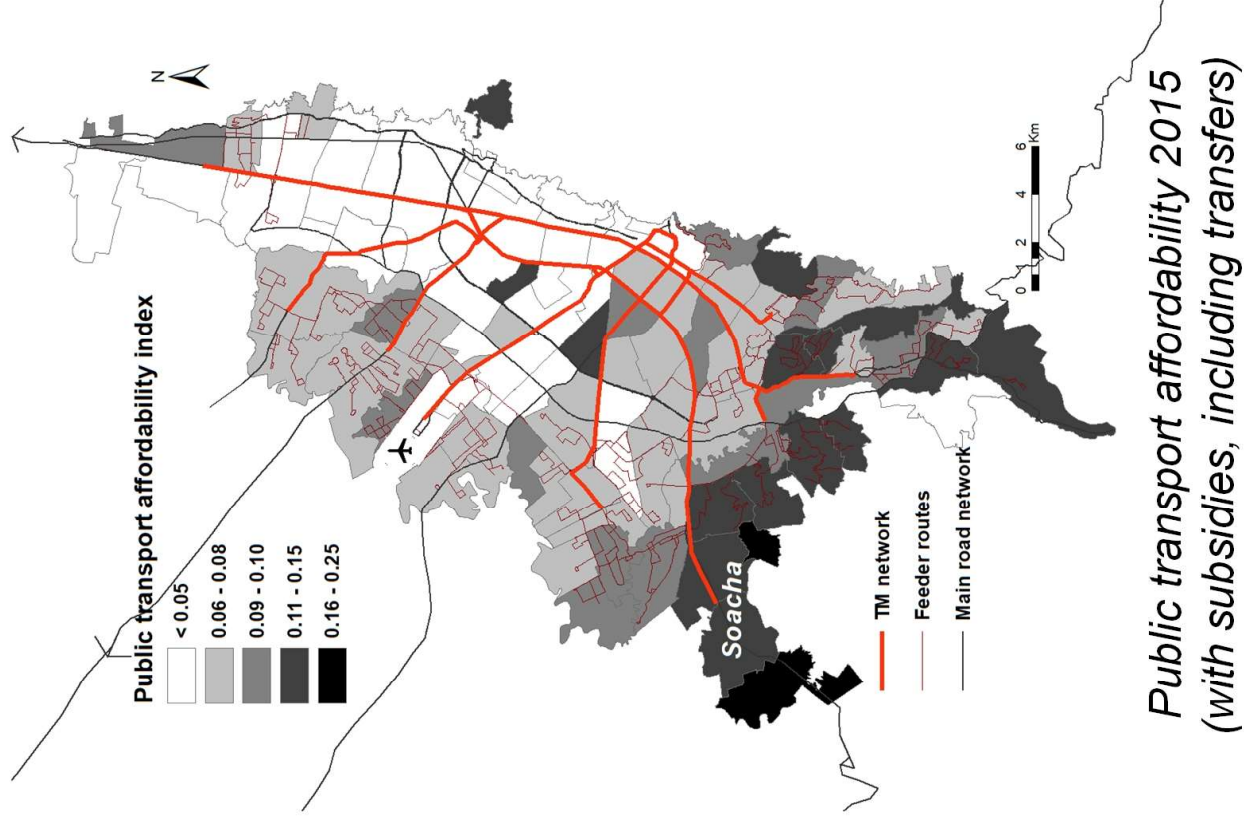 Public transport affordability index
< 0.05
0.06 - 0.08
0.09 - 0.10
0.11 - 0.15
0.16 - 0.25
N
Soacha
TM network
Feeder routes
Main road network
0 2 4 6
Km
Public transport affordability 2015
(with subsidies, including transfers)